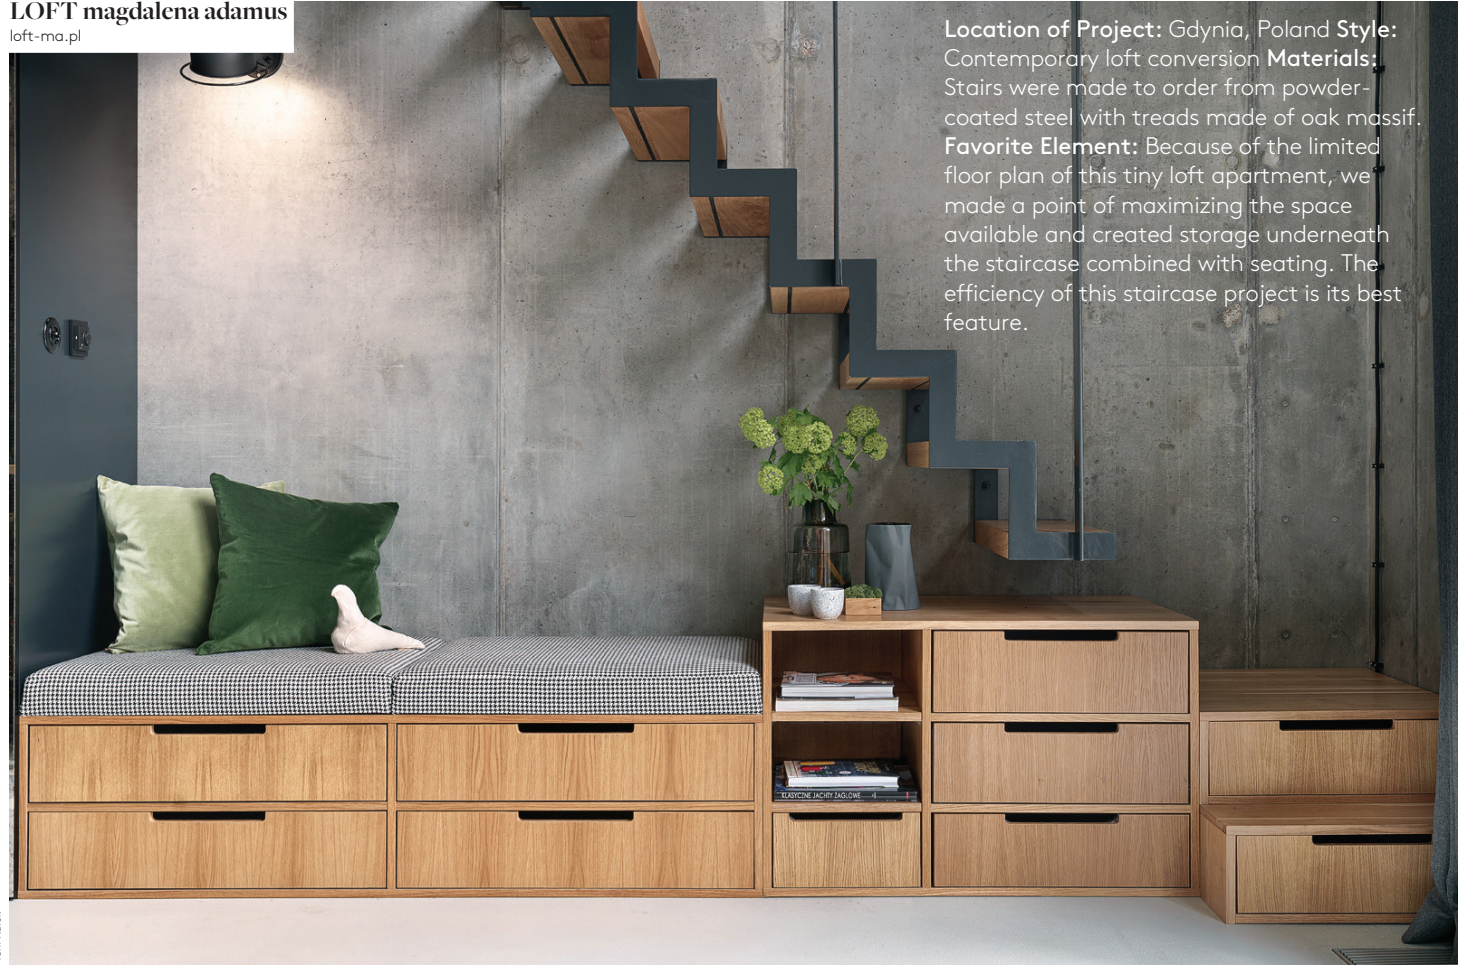 LOFT magdalena adamus
loft-ma.pl
Location of Project: Gdynia, Poland Style:
Contemporary loft conversion Materials:
Stairs were made to order from powder-
coated steel with treads made of oak massif.
Favorite Element: Because of the limited
floor plan of this tiny loft apartment, we
made a point of maximizing the space
available and created storage underneath
the staircase combined with seating. The
efficiency of this staircase project is its best
feature.
KLASYCZNE JACHTY ŻAGLOWE